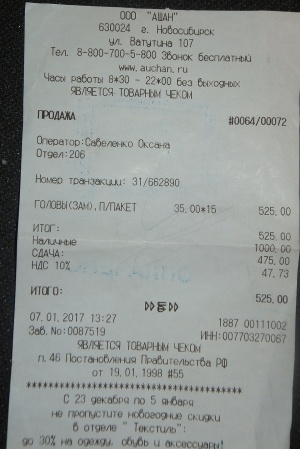 ООО "АШАН"
630024 г. Новосибирск
ул. Ватутина 107
Тел. 8-800-700-5-800 Звонок бесплатный
www.auchan.ru
Часы работы 8*30 - 22*00 без выходных
ЯВЛЯЕТСЯ ТОВАРНЫМ ЧЕКОМ
ПРОДАЖА #0064/00072
Оператор:Савеленко Оксана
Отдел:206
Номер транзакции: 31/662890
ГОЛОВЫ(ЗАМ),П/ПАКЕТ 35.00*15 525.00
ИТОГ: 525.00
Наличные 1000.00
СДАЧА: 475.00
НДС 10% 47.73
ИТОГО: 525.00
07.01.2017 13:27 1887 00111002
Зав. No:0087519 ИНН:007703270067
ЯВЛЯЕТСЯ ТОВАРНЫМ ЧЕКОМ
п. 46 Постановления Правительства РФ
от 19.01.1998 #55
****************************************
С 23 декабря по 5 января
не пропустите новогодние скидки
в отделе " Текстиль":
до 30% на одежду, обувь и аксессуары!